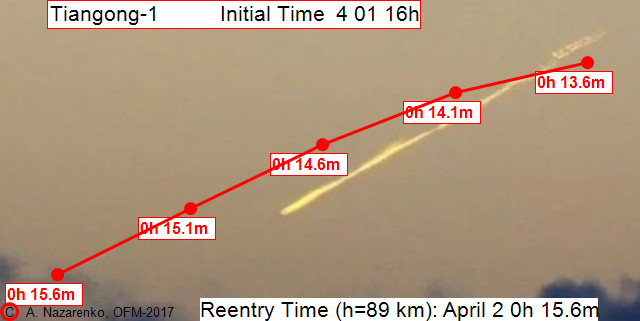 Tiangong-1 Initial Time 4 01 16h
0h 13.6m
0h 14.1m
0h 14.6m
0h 15.1m
0h 15.6m
© A. Nazarenko, OFM-2017
Reentry Time (h=89 km): April 2 0h 15.6m